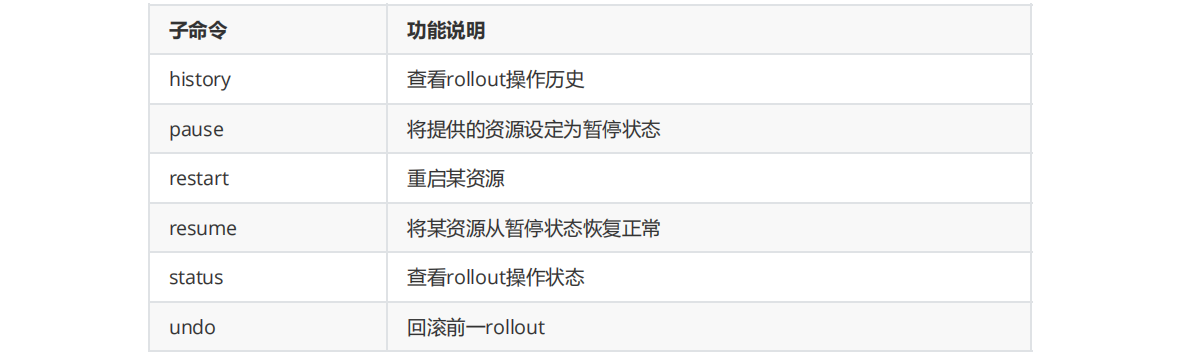 子命令 功能说明
history 查看rollout操作历史
pause 将提供的资源设定为暂停状态
restart 重启某资源
resume 将某资源从暂停状态恢复正常
status 查看rollout操作状态
undo 回滚前一rollout